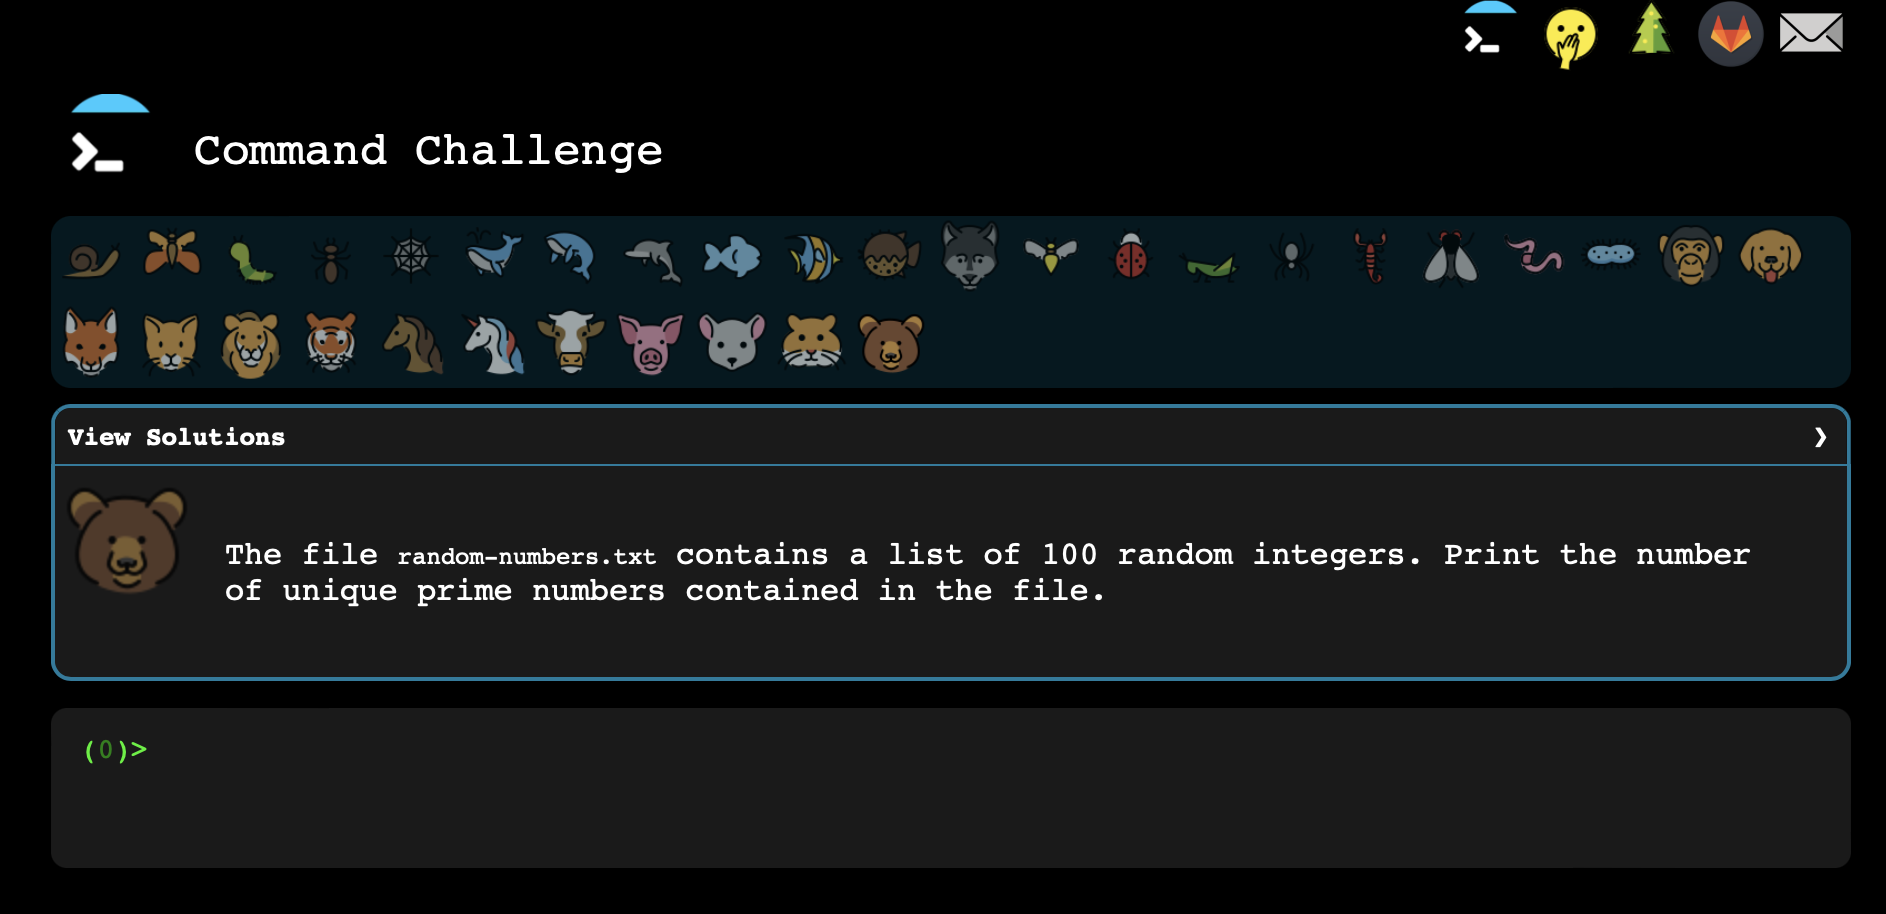 Command Challenge
View Solutions
The file random-numbers.txt contains a list of 100 random integers. Print the number
of unique prime numbers contained in the file.
(0)>